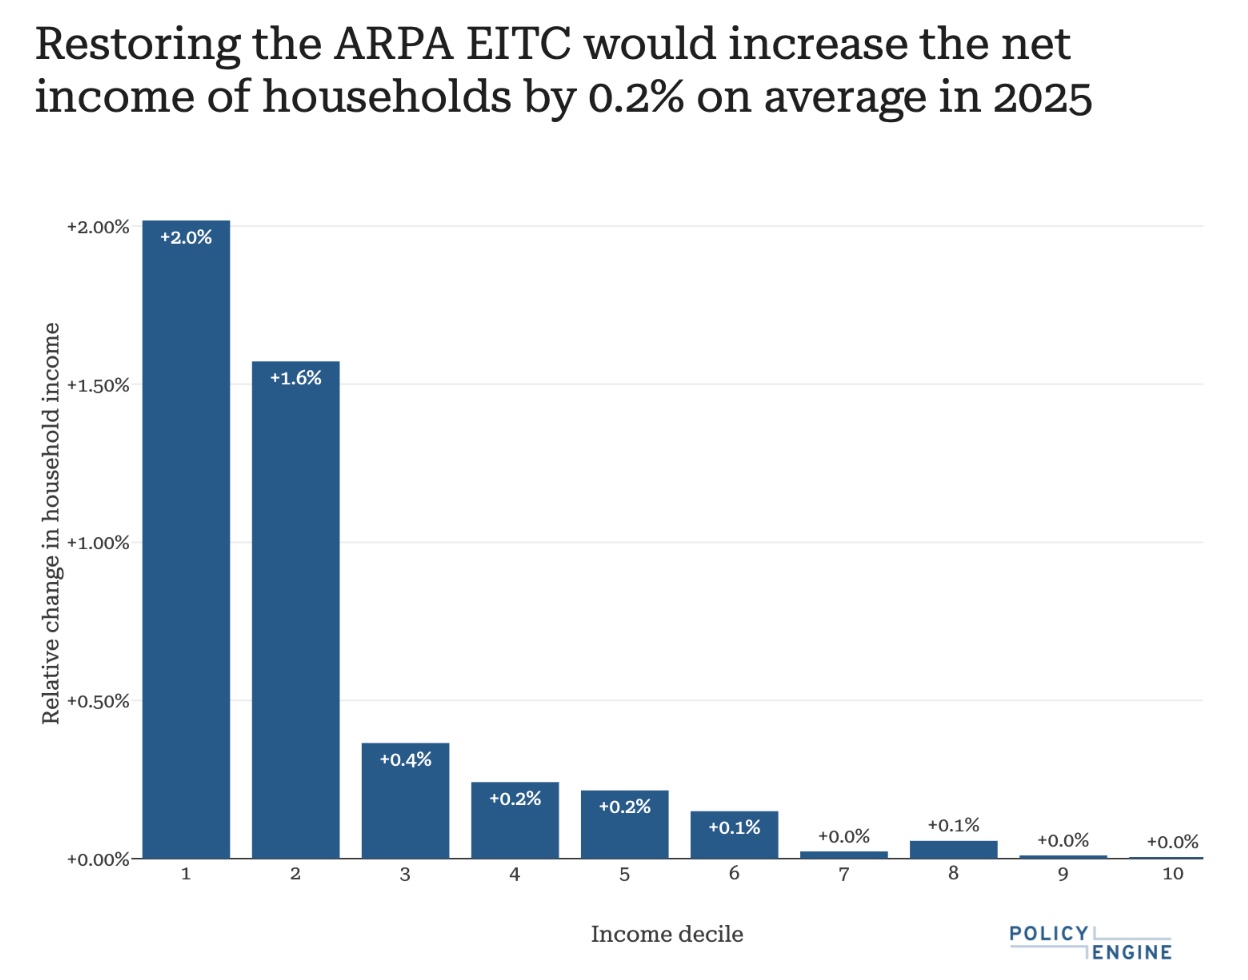 Restoring the ARPA EITC would increase the net
income of households by 0.2% on average in 2025
Relative change in household income
+2.00%
+1.50%
+1.00%
+0.50%
+0.00%
+2.0%
+1.6%
+0.4%
+0.2%
+0.2%
+0.1%
+0.0%
+0.1%
+0.0%
+0.0%
1 2 3 4 5 6 7 8 9 10
Income decile
POLICY
ENGINE